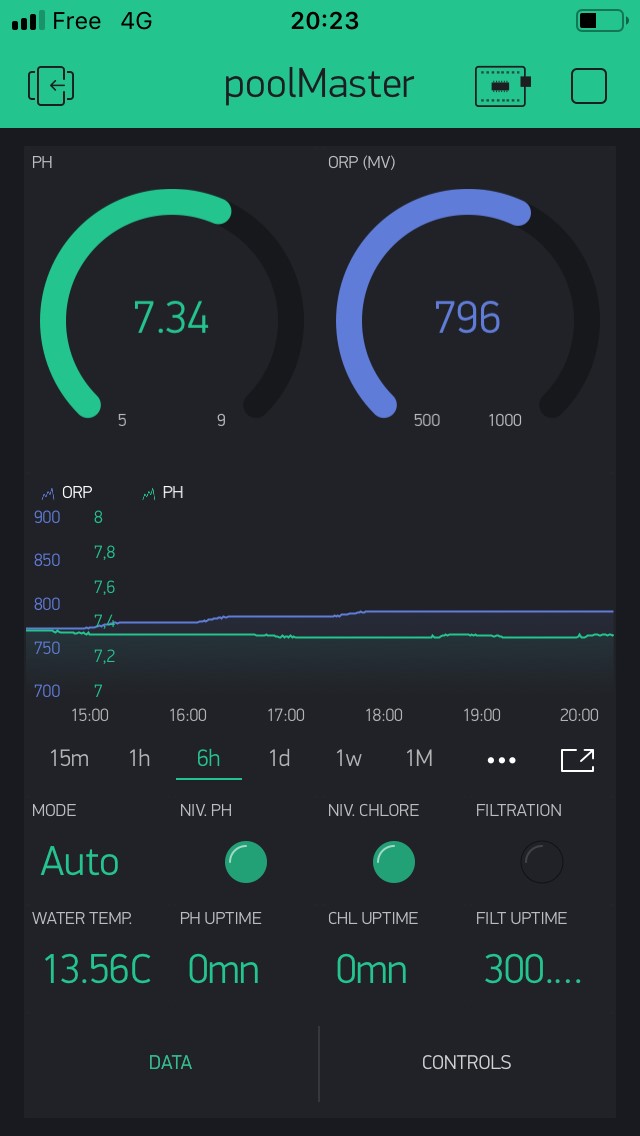 Free 4G 20:23
poolMaster
PH ORP (MV)
7.34 796
5 9 500 1000
ORP PH
900 8
7,8
850
7,6
800
7,4
750
7,2
700 7
15:00 16:00 17:00 18:00 19:00 20:00
15m 1h 6h 1d 1w 1M •••
MODE NIV. PH NIV. CHLORE FILTRATION
Auto
WATER TEMP. PH UPTIME CHL UPTIME FILT UPTIME
13.56C 0mn 0mn 300....
DATA CONTROLS